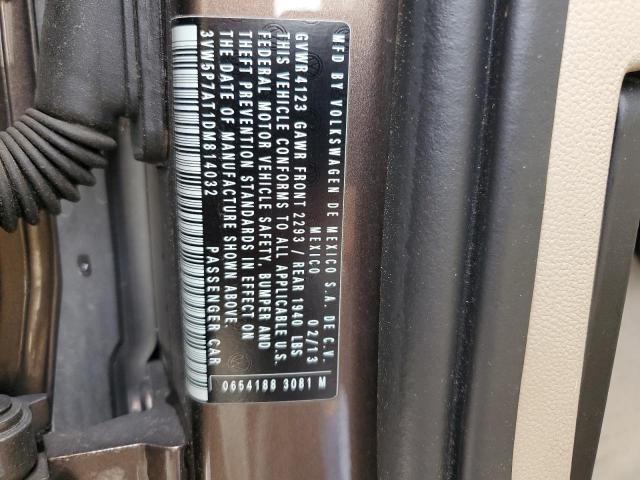 MFD BY VOLKSWAGEN DE MEXICO S.A. DE C.V.
MEXICO 02/13
GVWR 4123 GAWR FRONT 2293 / REAR 1940 LBS
THIS VEHICLE CONFORMS TO ALL APPLICABLE U.S.
FEDERAL MOTOR VEHICLE SAFETY, BUMPER AND
THEFT PREVENTION STANDARDS IN EFFECT ON
THE DATE OF MANUFACTURE SHOWN ABOVE.
3VWSP7AT1DM814032 PASSENGER CAR
0654188 3081 M